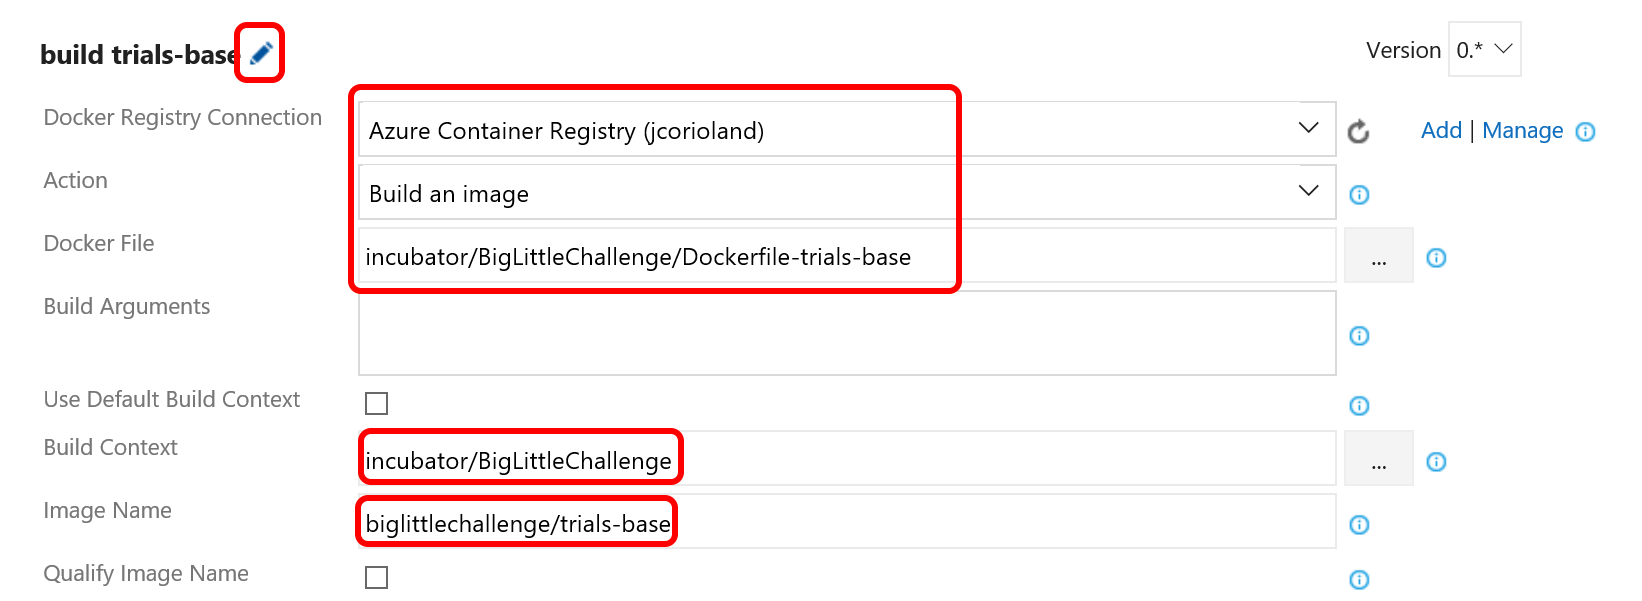 build trials-base
Version 0.*
Docker Registry Connection
Azure Container Registry (jcorioland)
Add | Manage
Action
Build an image
Docker File
incubator/BigLittleChallenge/Dockerfile-trials-base
...
Build Arguments
Use Default Build Context
Build Context
incubator/BigLittleChallenge
...
Image Name
biglittlechallenge/trials-base
Qualify Image Name